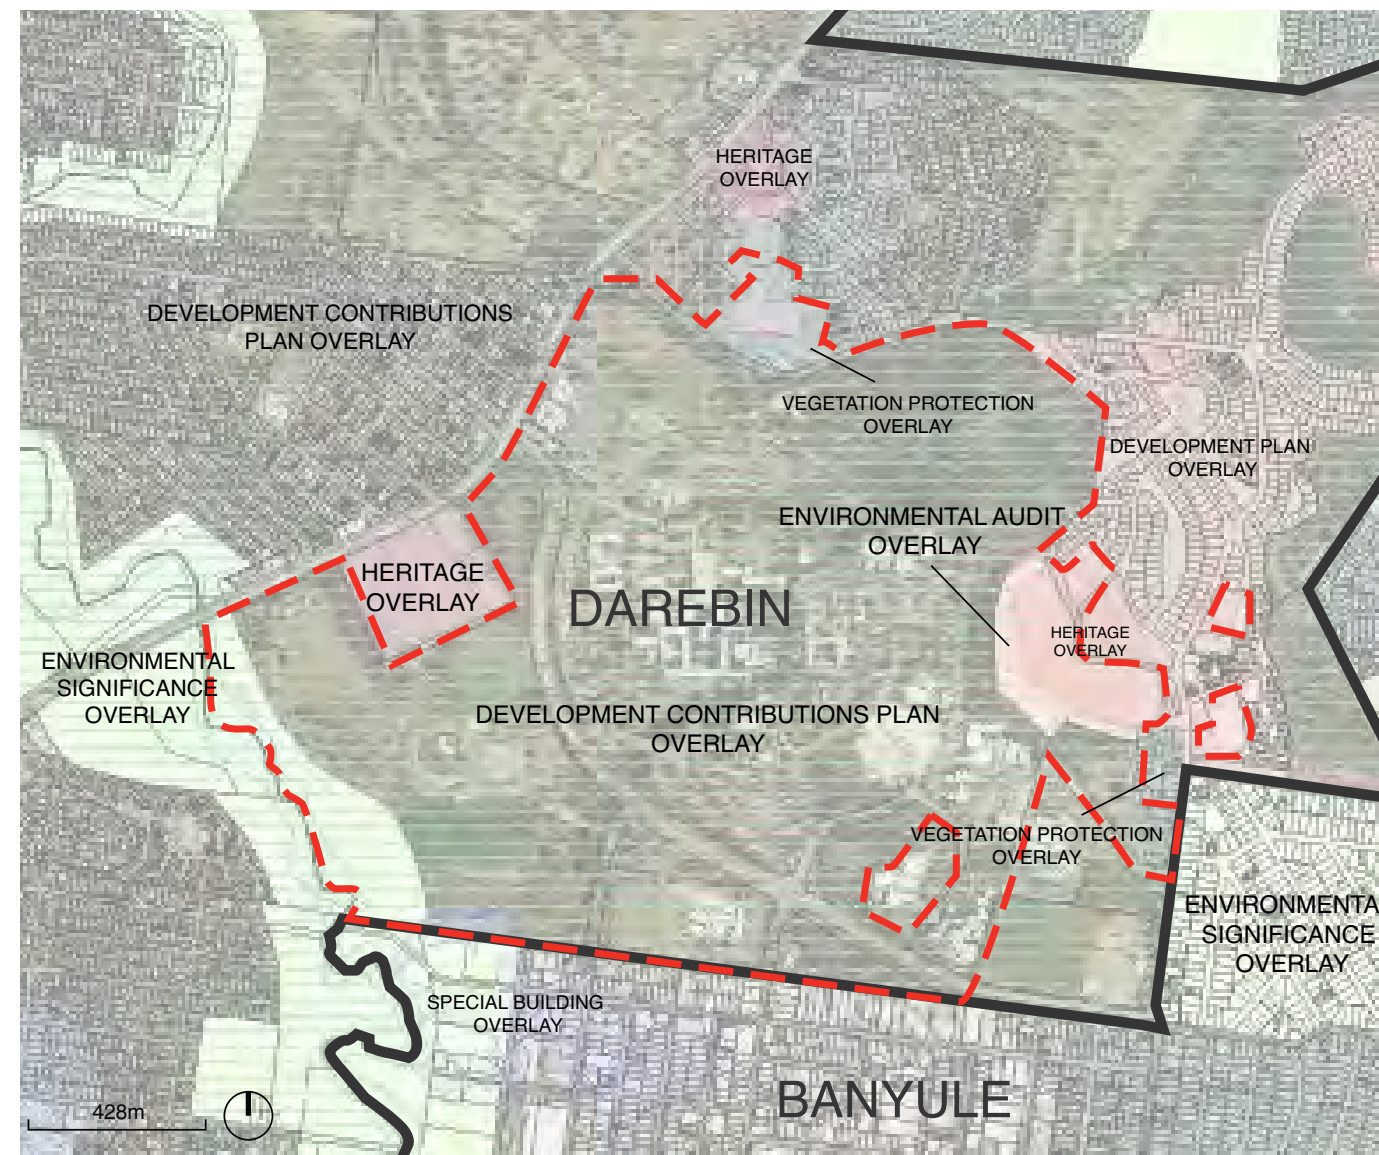 HERITAGE
OVERLAY
DEVELOPMENT CONTRIBUTIONS
PLAN OVERLAY
VEGETATION PROTECTION
OVERLAY
DEVELOPMENT PLAN
OVERLAY
ENVIRONMENTAL AUDIT
OVERLAY
HERITAGE
OVERLAY
DAREBIN
HERITAGE
OVERLAY
ENVIRONMENTAL
SIGNIFICANCE
OVERLAY
DEVELOPMENT CONTRIBUTIONS PLAN
OVERLAY
VEGETATION PROTECTION
OVERLAY
ENVIRONMENTA
SIGNIFICANCE
OVERLAY
SPECIAL BUILDING
OVERLAY
BANYULE
428m